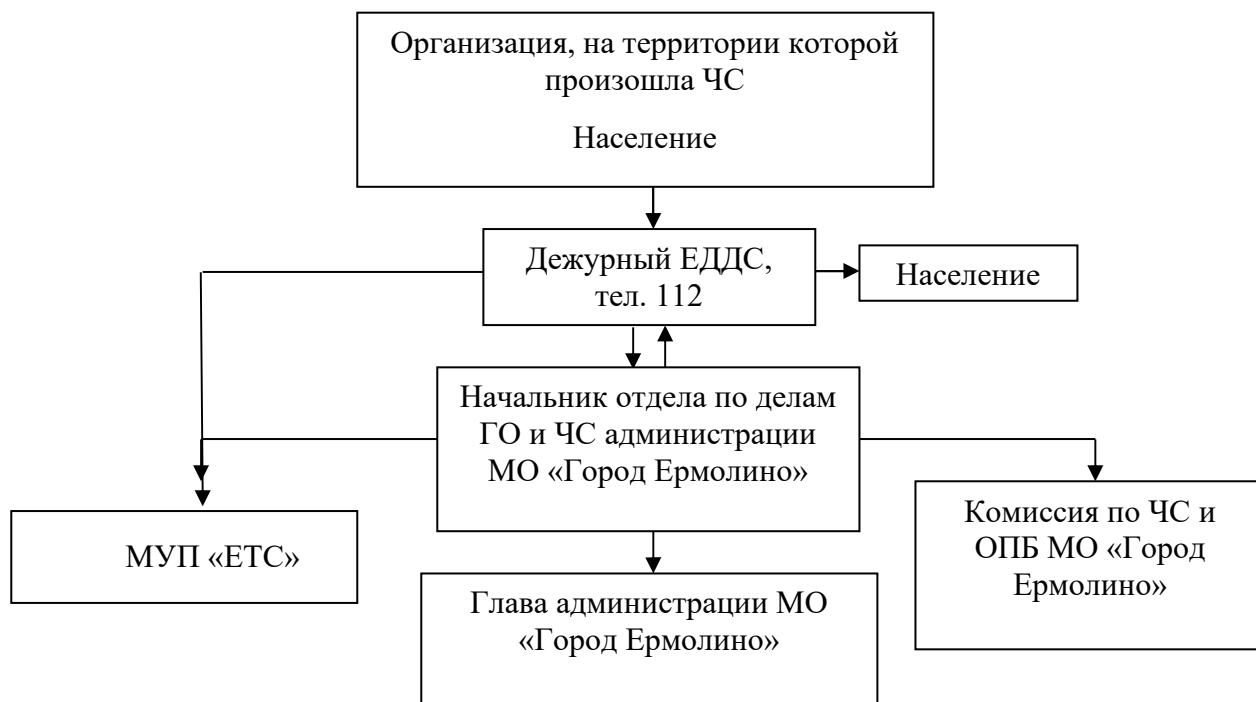 Организация, на территории которой
произошла ЧС
Население
Дежурный ЕДДС,
тел. 112
Население
Начальник отдела по делам
ГО и ЧС администрации
МО «Город Ермолино»
МУП «ЕТС»
Комиссия по ЧС и
ОПБ МО «Город
Ермолино»
Глава администрации МО
«Город Ермолино»